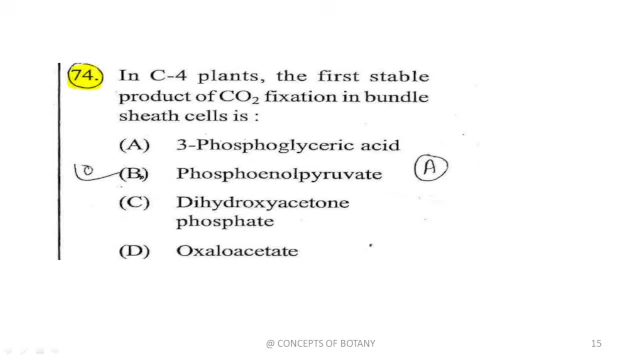 74. In C-4 plants, the first stable
product of CO₂ fixation in bundle
sheath cells is :
(A) 3-Phosphoglyceric acid
(B) Phosphoenolpyruvate A
(C) Dihydroxyacetone
phosphate
(D) Oxaloacetate
@ CONCEPTS OF BOTANY 15